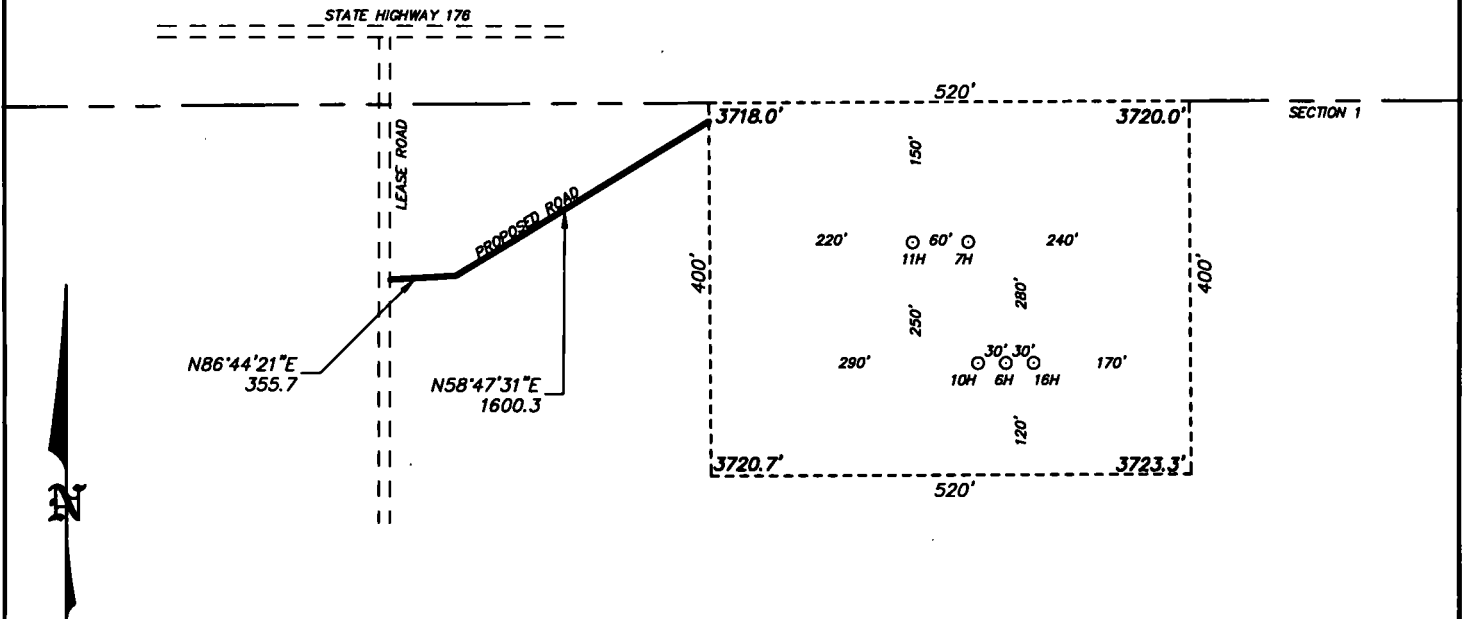 STATE HIGHWAY 176
520'
3718.0'
3720.0'
SECTION 1
LEASE ROAD
150'
PROPOSED ROAD
220'
60'
240'
11H
7H
400'
280'
400'
250'
N86°44'21"E
355.7
N58°47'31"E
1600.3
290'
30'
30'
170'
10H
6H
16H
120'
3720.7'
3723.3'
520'
N